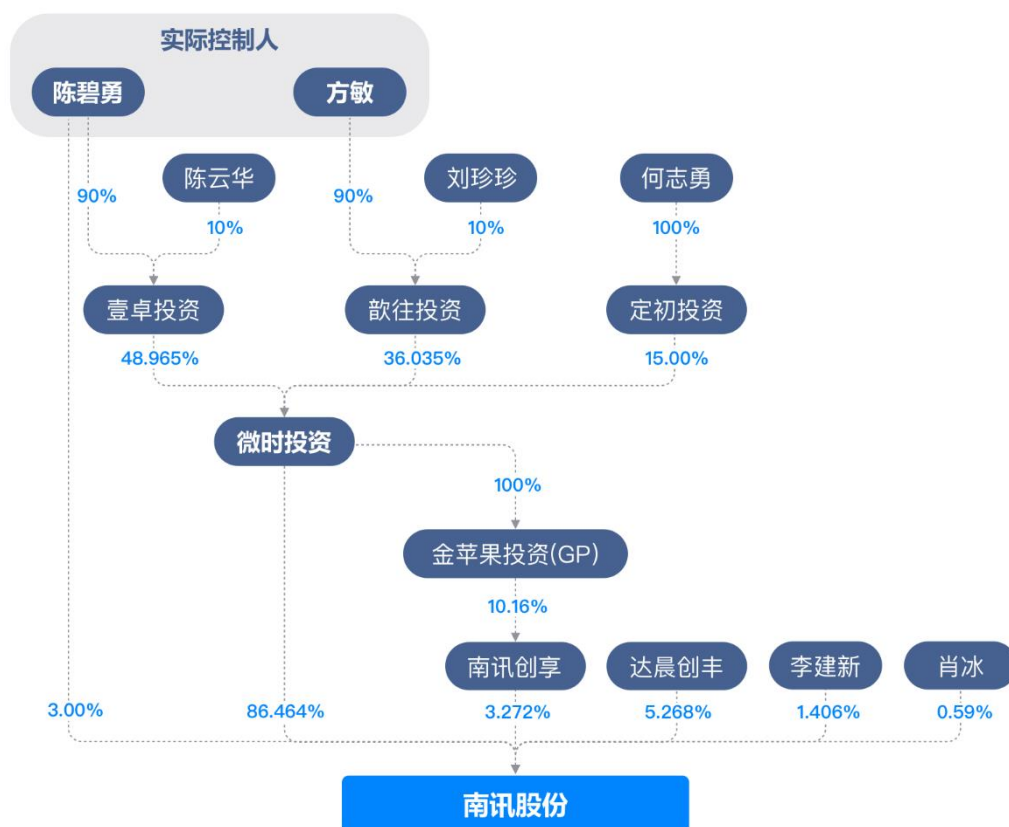 实际控制人
陈碧勇
方敏
陈云华
刘珍珍
何志勇
90%
10%
90%
10%
100%
壹卓投资
歆往投资
定初投资
48.965%
36.035%
15.00%
微时投资
100%
金苹果投资(GP)
10.16%
南讯创享
达晨创丰
李建新
肖冰
3.00%
86.464%
3.272%
5.268%
1.406%
0.59%
南讯股份